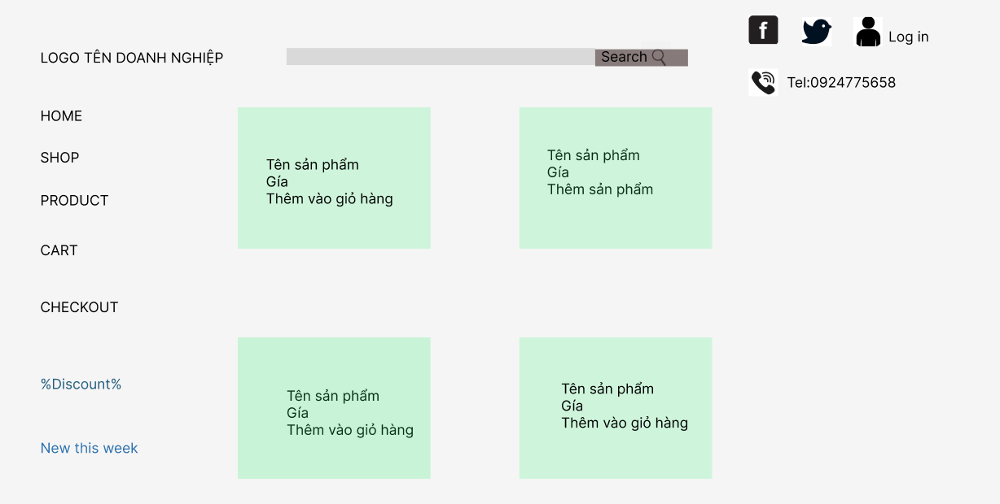 LOGO TÊN DOANH NGHIỆP
Search
f
Log in
Tel:0924775658
HOME
SHOP
PRODUCT
CART
CHECKOUT
%Discount%
New this week
Tên sản phẩm
Gía
Thêm vào giỏ hàng
Tên sản phẩm
Gía
Thêm sản phẩm
Tên sản phẩm
Gía
Thêm vào giỏ hàng
Tên sản phẩm
Gía
Thêm vào giỏ hàng